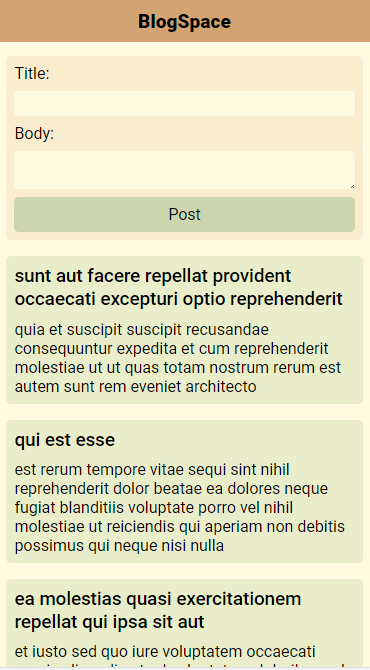 BlogSpace
Title:
Body:
Post
sunt aut facere repellat provident
occaecati excepturi optio reprehenderit
quia et suscipit suscipit recusandae
consequuntur expedita et cum reprehenderit
molestiae ut ut quas totam nostrum rerum est
autem sunt rem eveniet architecto
qui est esse
est rerum tempore vitae sequi sint nihil
reprehenderit dolor beatae ea dolores neque
fugiat blanditiis voluptate porro vel nihil
molestiae ut reiciendis qui aperiam non debitis
possimus qui neque nisi nulla
ea molestias quasi exercitationem
repellat qui ipsa sit aut
et iusto sed quo iure voluptatem occaecati